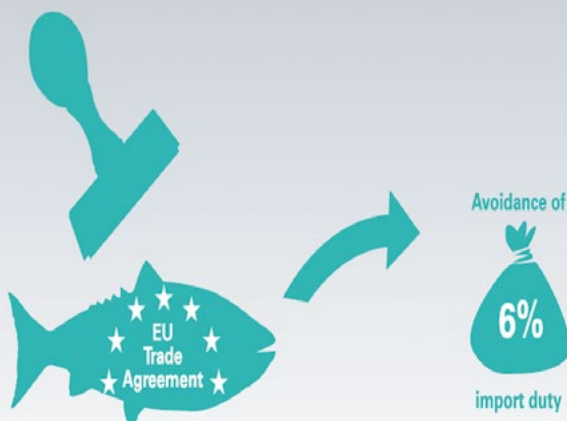 EU
Trade
Agreement
Avoidance of
6%
import duty